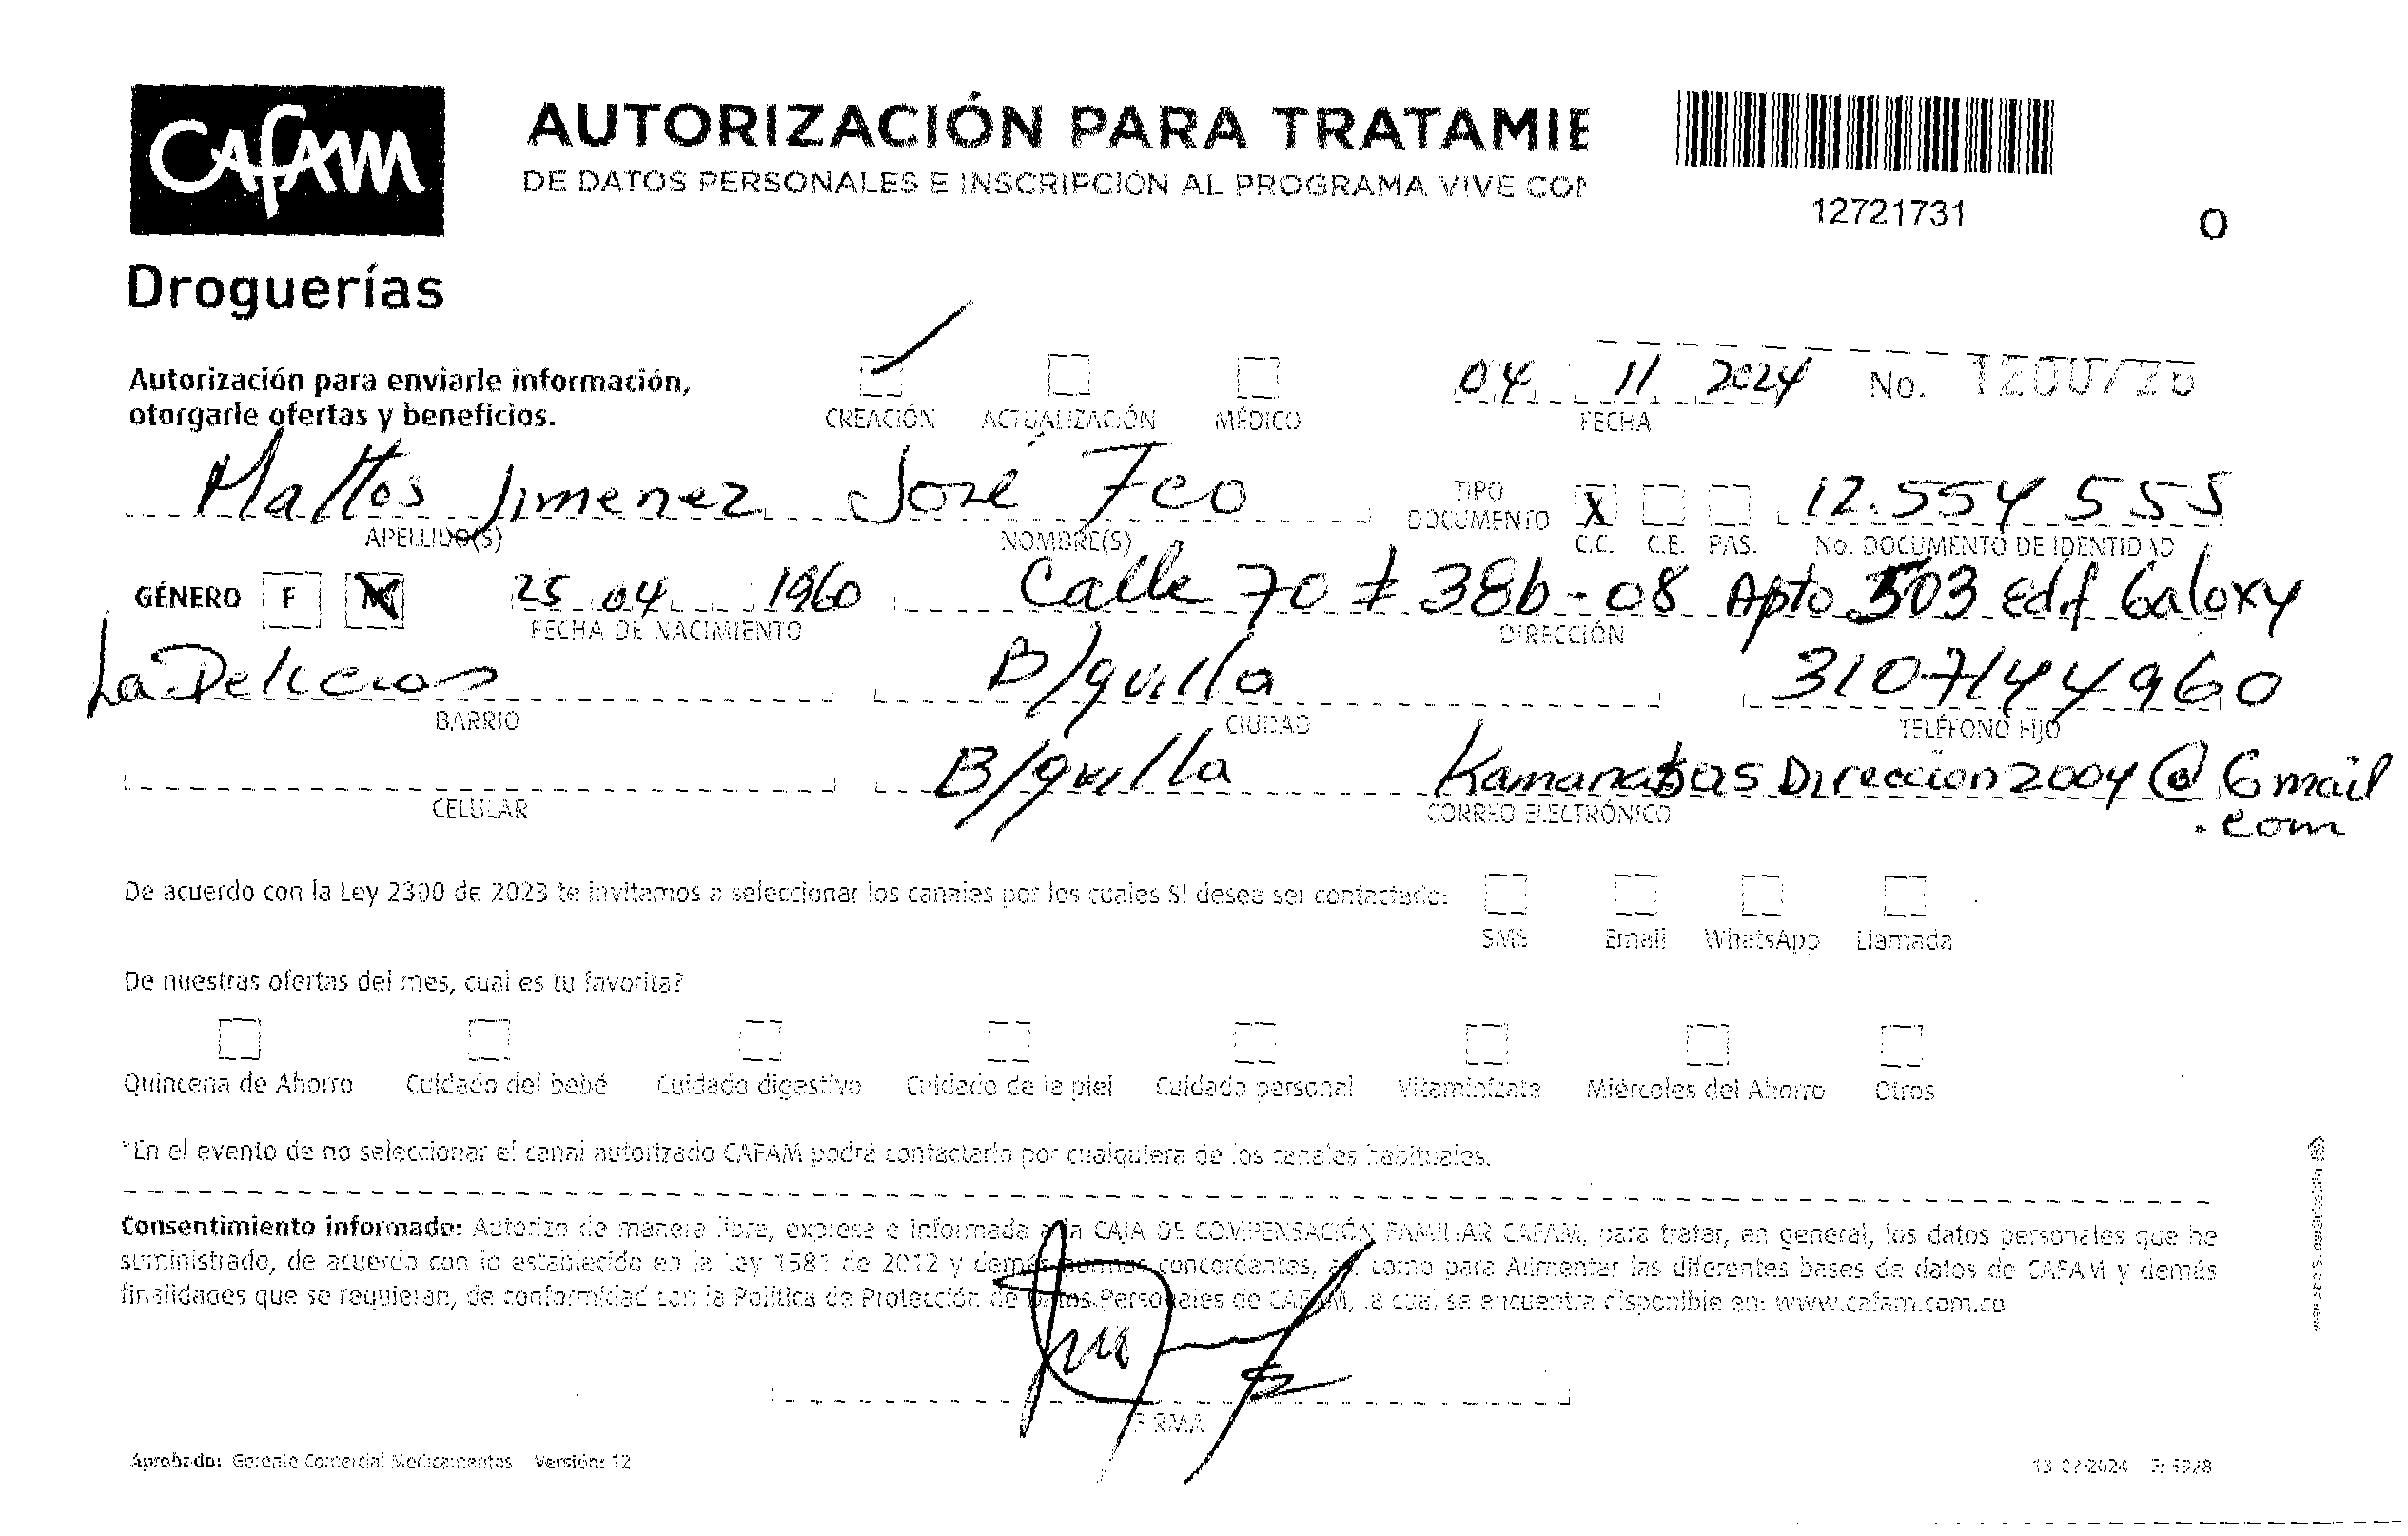 CAFAM
Droguerías
AUTORIZACIÓN PARA TRATAMIE
DE DATOS PERSONALES E INSCRIPCIÓN AL PROGRAMA VIVE CON
12721731
O
Autorización para enviarle información,
otorgarle ofertas y beneficios.
CREACIÓN ACTUALIZACIÓN MÉDICO
04 11 2024 No.
FECHA
Mattos Jimenez José Fco
APELLIDO(S) NOMBRE(S)
TIPO DOCUMENTO X 12.554 555
C.C. C.E. PAS. No. DOCUMENTO DE IDENTIDAD
GÉNERO F M 25 04 1960 Calle 70 # 38b-08 Apto 503 edif Galaxy
FECHA DE NACIMIENTO DIRECCIÓN
La Delicias B/quilla 3107144960
BARRIO CIUDAD TELÉFONO FIJO
B/quilla Kamanabas Direccion2004@Gmail
.com
CELULAR CORREO ELECTRÓNICO
De acuerdo con la Ley 2300 de 2023 te invitamos a seleccionar los canales por los cuales SI desea ser contactado:
SMS Email WhatsApp Llamada
De nuestras ofertas del mes, cual es tu favorita?
Quincena de Ahorro Cuidado del bebé Cuidado digestivo Cuidado de la piel Cuidado personal Vitamínizate Miércoles del Ahorro Otros
*En el evento de no seleccionar el canal autorizado CAFAM podrá contactarlo por cualquiera de los canales habituales.
Consentimiento informado: Autorizo de manera libre, expresa e informada a la CAJA DE COMPENSACIÓN FAMILIAR CAFAM, para tratar, en general, los datos personales que he
suministrado, de acuerdo con lo establecido en la Ley 1581 de 2012 y demás normas concordantes, así como para Alimentar las diferentes bases de datos de CAFAM y demás
finalidades que se requieran, de conformidad con la Política de Protección de Datos Personales de CAFAM, la cual se encuentra disponible en: www.cafam.com.co
FIRMA
Aprobado: Gerente Comercial Medicamentos Versión: 12